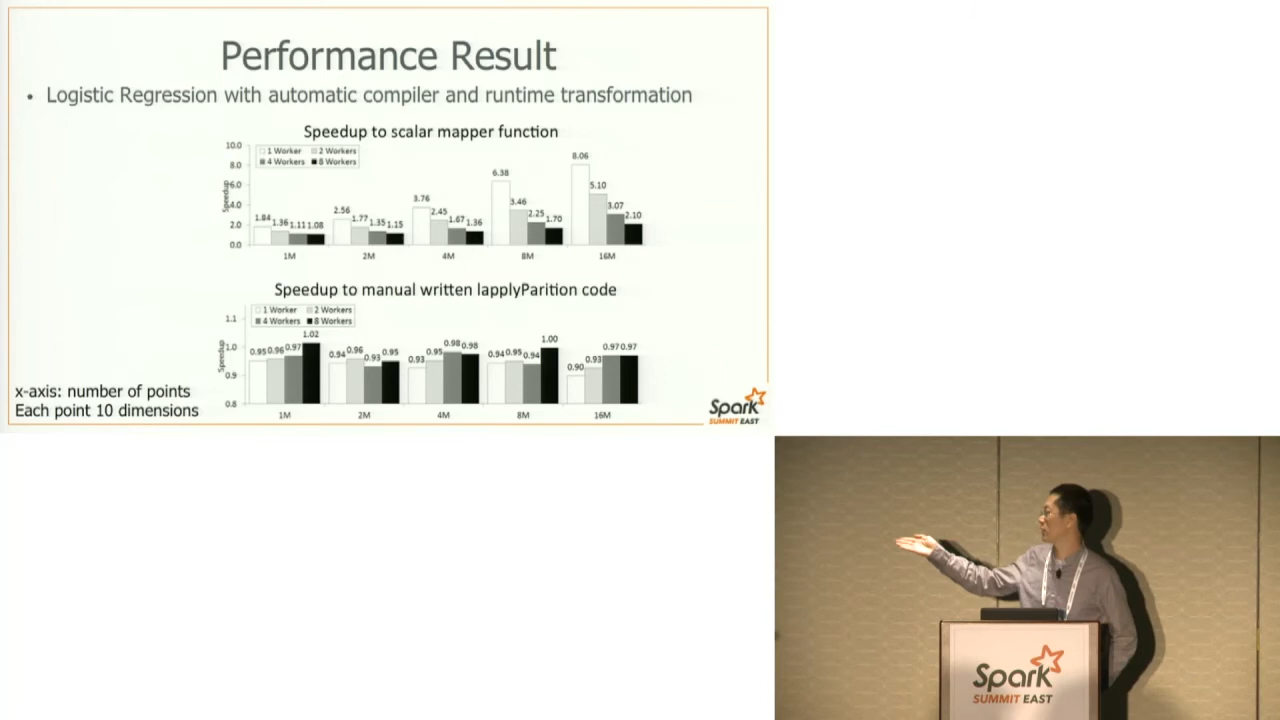 Performance Result
• Logistic Regression with automatic compiler and runtime transformation
Speedup to scalar mapper function
10.0
8.0
6.0
4.0
2.0
0.0
Speedup
1 Worker 2 Workers
4 Workers 8 Workers
1.84 1.36 1.11 1.08
2.56 1.77 1.35 1.15
3.76 2.45 1.67 1.36
6.38 3.46 2.25 1.70
8.06 5.10 3.07 2.10
1M 2M 4M 8M 16M
Speedup to manual written lapplyParition code
1.1
1.0
0.9
0.8
Speedup
1 Worker 2 Workers
4 Workers 8 Workers
0.95 0.96 0.97 1.02
0.94 0.96 0.93 0.95
0.93 0.95 0.98 0.98
0.94 0.95 0.94 1.00
0.90 0.93 0.97 0.97
1M 2M 4M 8M 16M
x-axis: number of points
Each point 10 dimensions
Spark
SUMMIT EAST
Spark
SUMMIT EAST